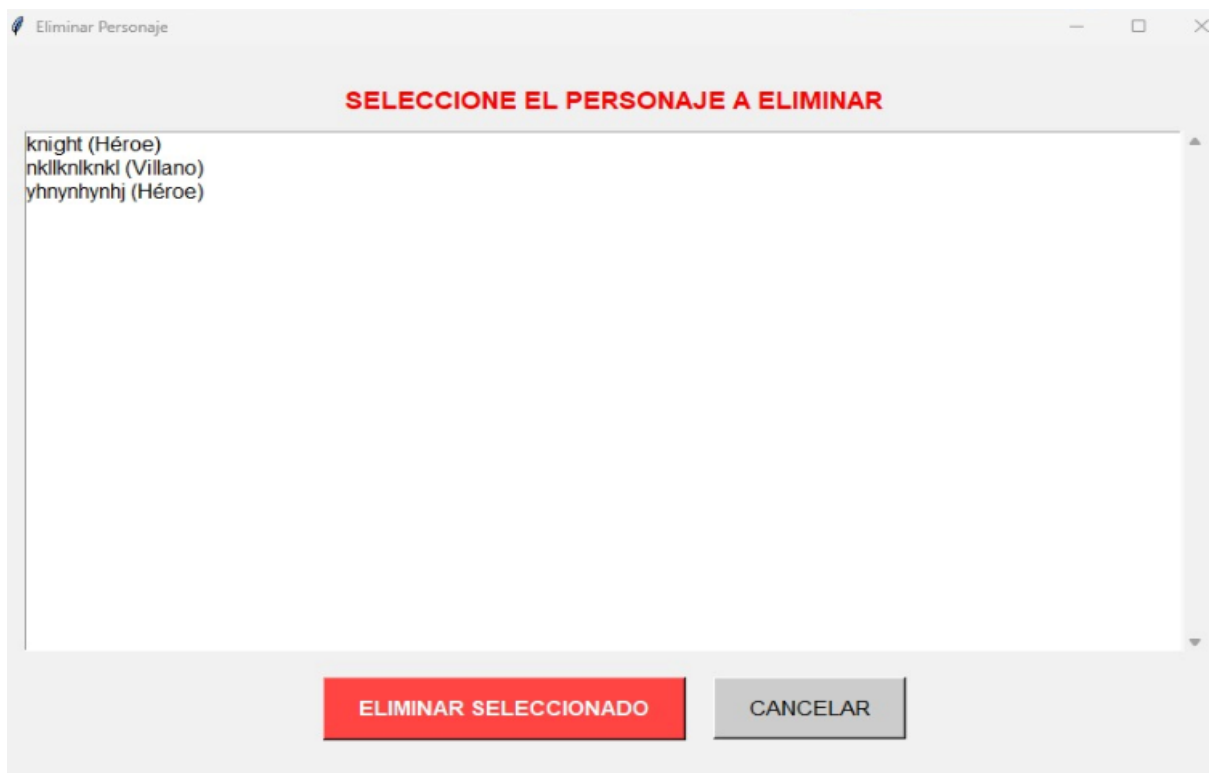 Eliminar Personaje
SELECCIONE EL PERSONAJE A ELIMINAR
knight (Héroe)
nkllknlknkl (Villano)
yhnynhynhj (Héroe)
ELIMINAR SELECCIONADO
CANCELAR